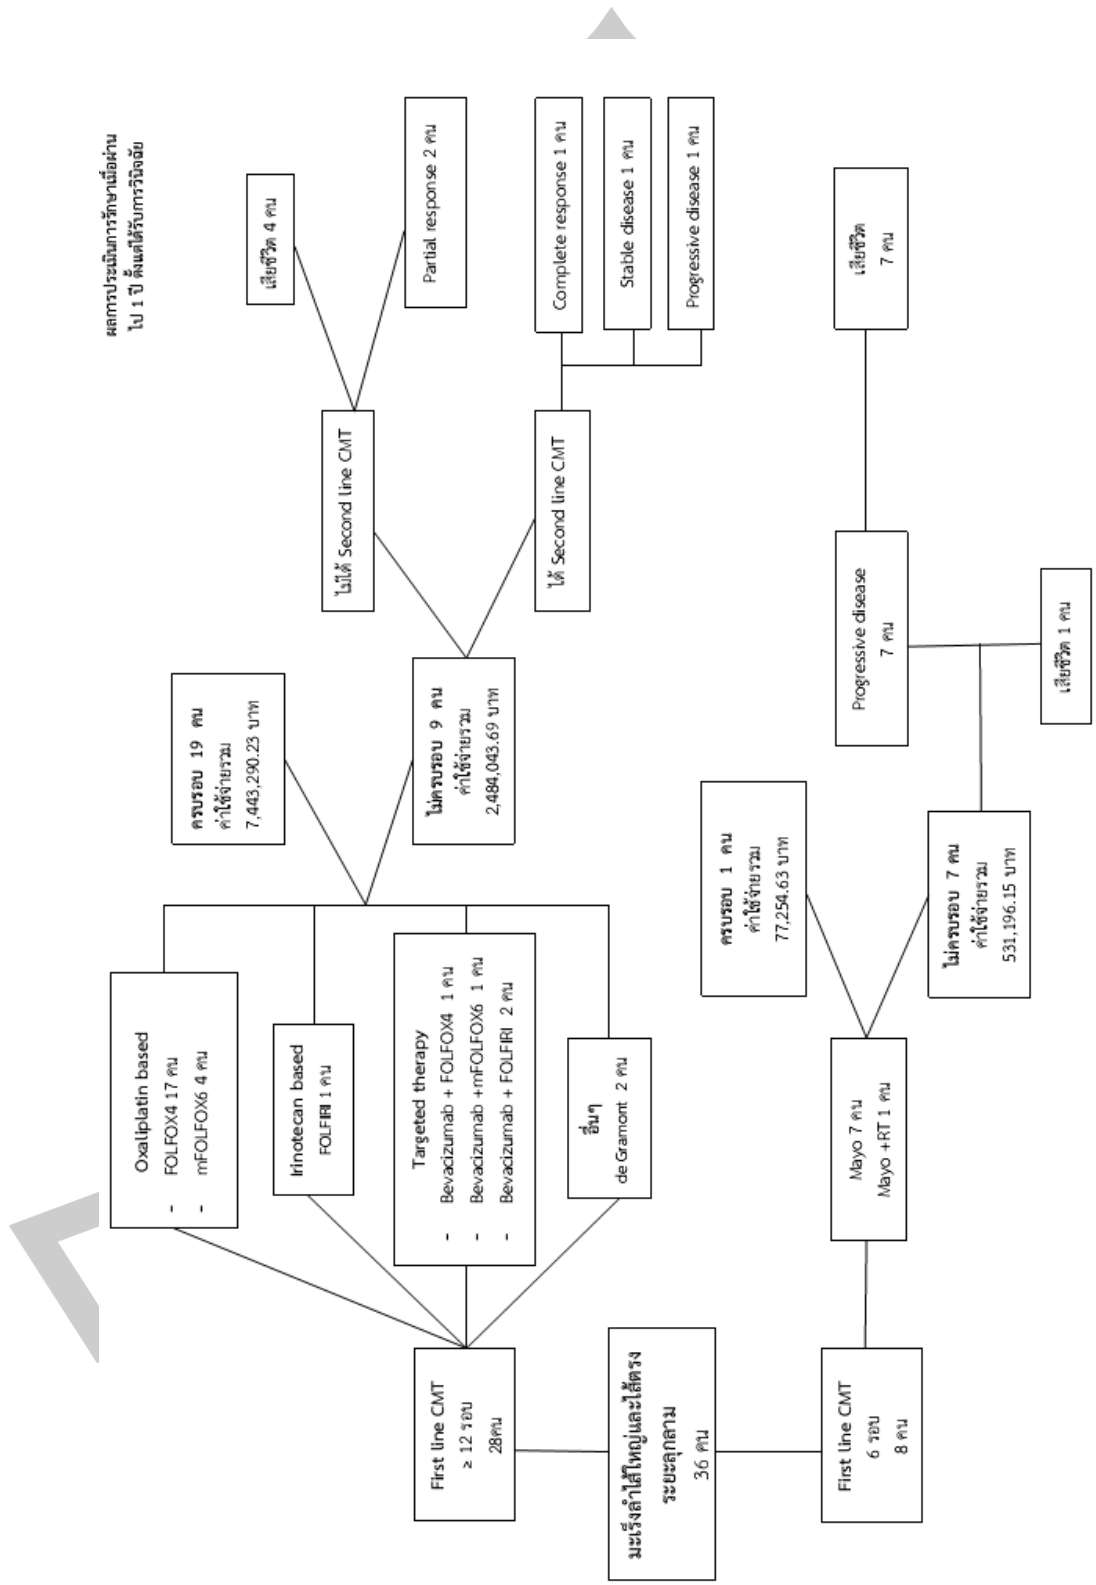 ผลการประเมินการรักษาเมื่อผ่าน
ไป 1 ปี ตั้งแต่ได้รับการวินิจฉัย
มะเร็งลำไส้ใหญ่และไส้ตรง
ระยะลุกลาม
36 คน
First line CMT
≥ 12 รอบ
28คน
Oxaliplatin based
- FOLFOX4 17 คน
- mFOLFOX6 4 คน
Irinotecan based
FOLFIRI 1 คน
Targeted therapy
- Bevacizumab + FOLFOX4 1 คน
- Bevacizumab +mFOLFOX6 1 คน
- Bevacizumab + FOLFIRI 2 คน
อื่นๆ
de Gramont 2 คน
ครบรอบ 19 คน
ค่าใช้จ่ายรวม
7,443,290.23 บาท
ไม่ครบรอบ 9 คน
ค่าใช้จ่ายรวม
2,484,043.69 บาท
ไม่ได้ Second line CMT
เสียชีวิต 4 คน
Partial response 2 คน
ได้ Second line CMT
Complete response 1 คน
Stable disease 1 คน
Progressive disease 1 คน
First line CMT
6 รอบ
8 คน
Mayo 7 คน
Mayo +RT 1 คน
ครบรอบ 1 คน
ค่าใช้จ่ายรวม
77,254.63 บาท
ไม่ครบรอบ 7 คน
ค่าใช้จ่ายรวม
531,196.15 บาท
Progressive disease
7 คน
เสียชีวิต
7 คน
เสียชีวิต 1 คน